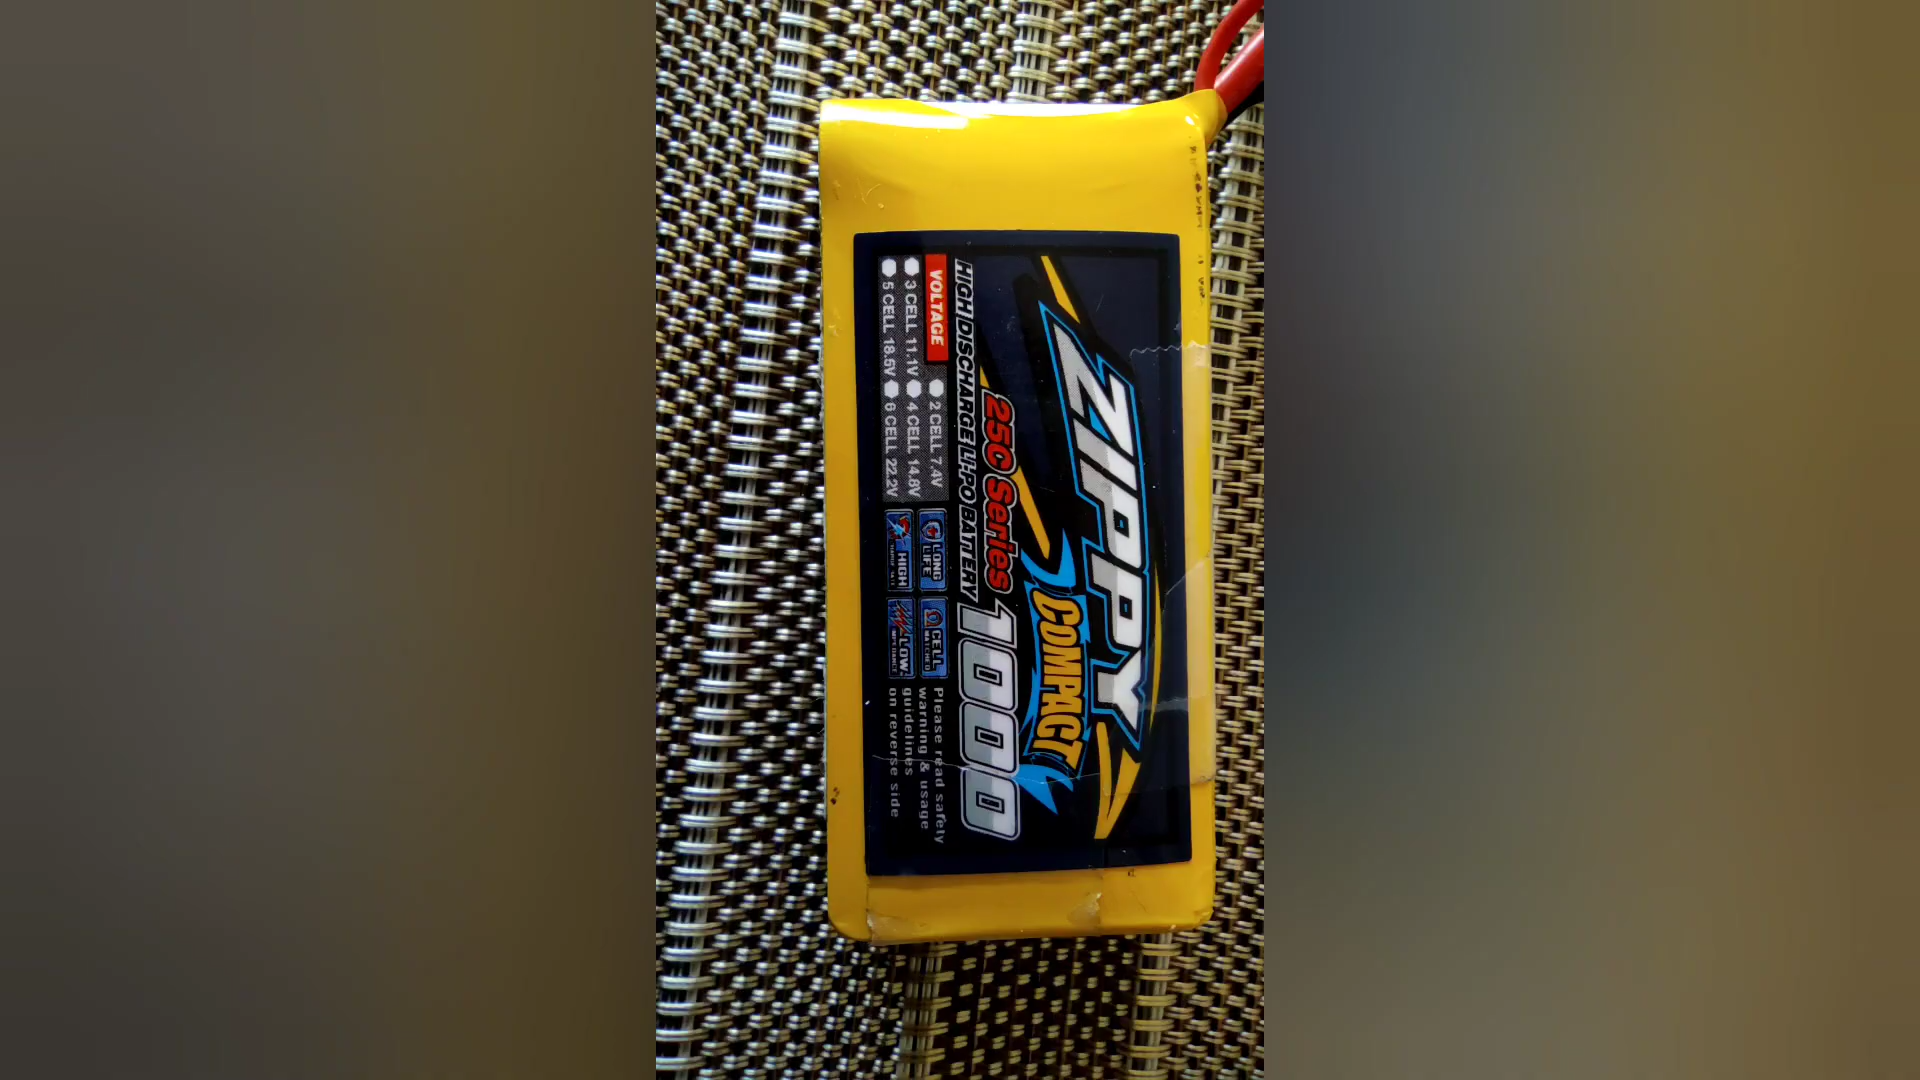 ZIPPY
COMPACT
25C Series 10000
HIGH DISCHARGE LI-PO BATTERY
VOLTAGE 2 CELL 7.4V
3 CELL 11.1V 4 CELL 14.8V
5 CELL 18.5V 6 CELL 22.2V
LONG LIFE
CELL MATCHED
HIGH
LOW IMPEDANCE
Please read safety
warning & usage
guidelines
on reverse side